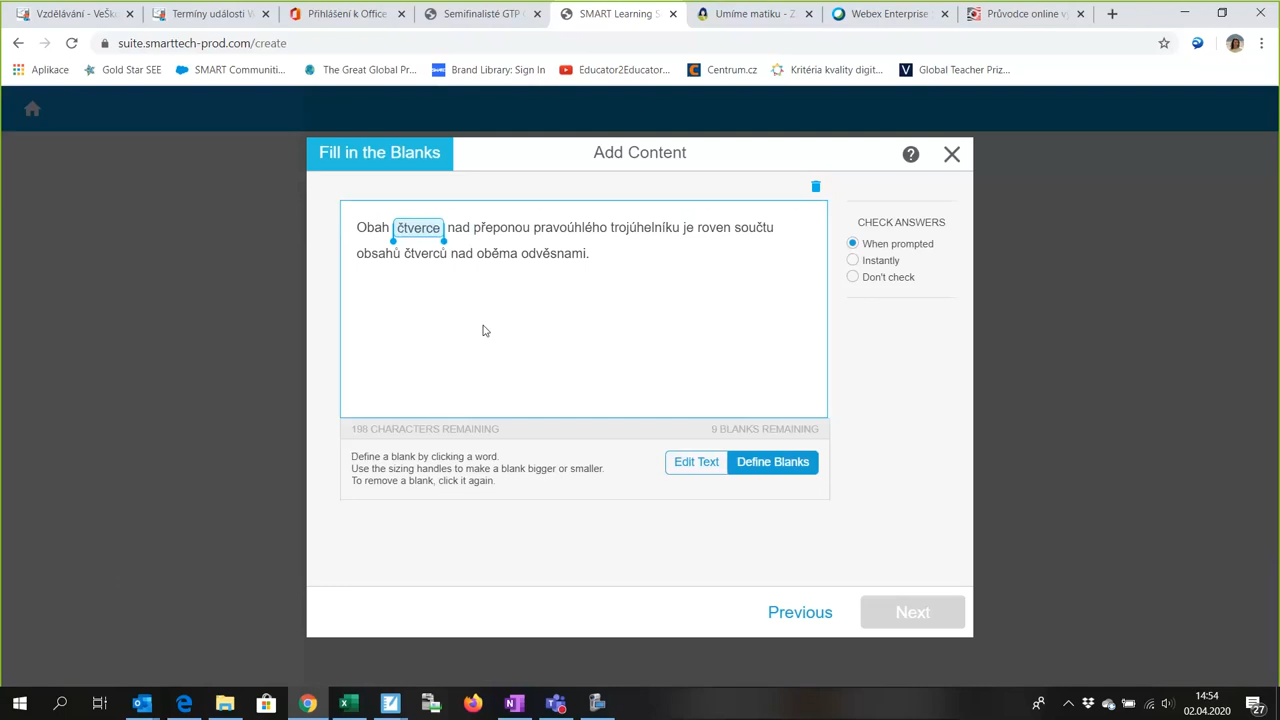 Vzdělávání - VeŠk
Termíny události W
Přihlášení k Office
Semifinalisté GTP C
SMART Learning S
Umíme matiku - Z
Webex Enterprise
Průvodce online vý
suite.smarttech-prod.com/create
Aplikace
Gold Star SEE
SMART Communiti...
The Great Global Pr...
Brand Library: Sign In
Educator2Educator...
Centrum.cz
Kritéria kvality digit...
Global Teacher Priz...
Fill in the Blanks
Add Content
Obah čtverce nad přeponou pravoúhlého trojúhelníku je roven součtu
obsahů čtverců nad oběma odvěsnami.
CHECK ANSWERS
When prompted
Instantly
Don't check
198 CHARACTERS REMAINING
9 BLANKS REMAINING
Define a blank by clicking a word.
Use the sizing handles to make a blank bigger or smaller.
To remove a blank, click it again.
Edit Text
Define Blanks
Previous
Next
14:54
02.04.2020
27